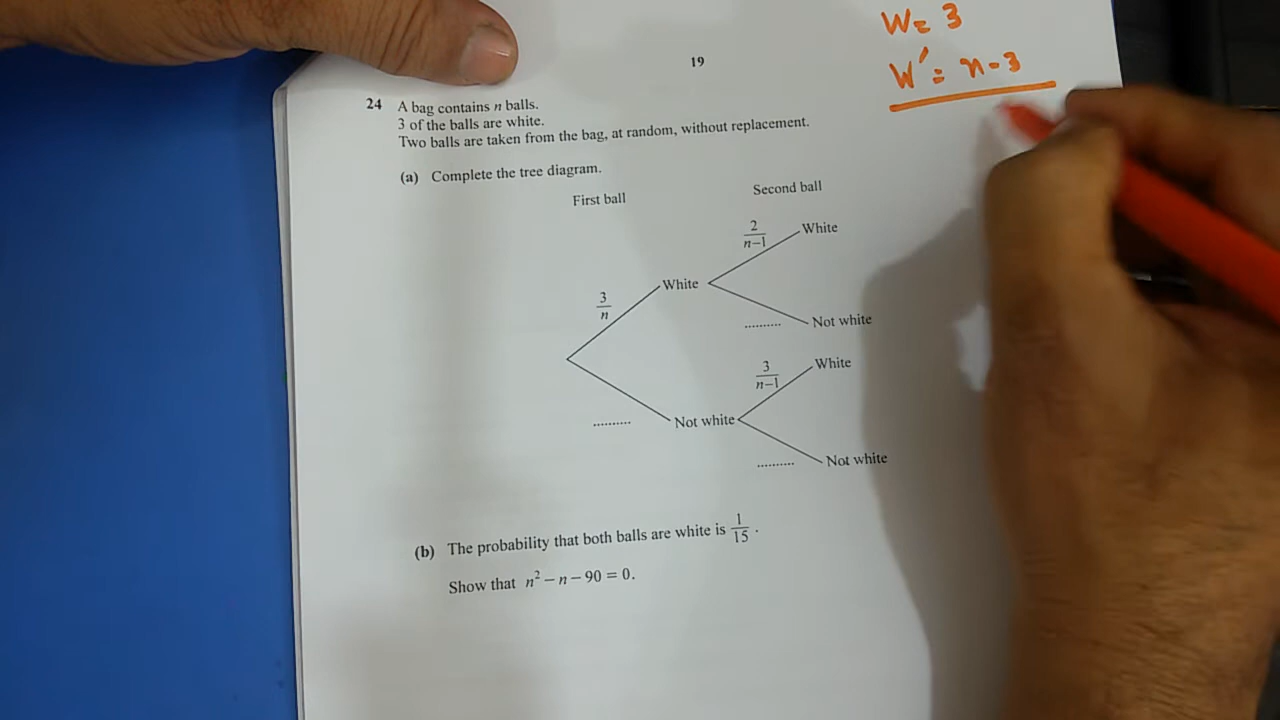 W = 3
W' = n - 3
19
24 A bag contains n balls.
3 of the balls are white.
Two balls are taken from the bag, at random, without replacement.
(a) Complete the tree diagram.
First ball
Second ball
2/(n–1)
White
3/n
White
..........
Not white
3/(n–1)
White
..........
Not white
..........
Not white
(b) The probability that both balls are white is 1/15 .
Show that n² – n – 90 = 0.